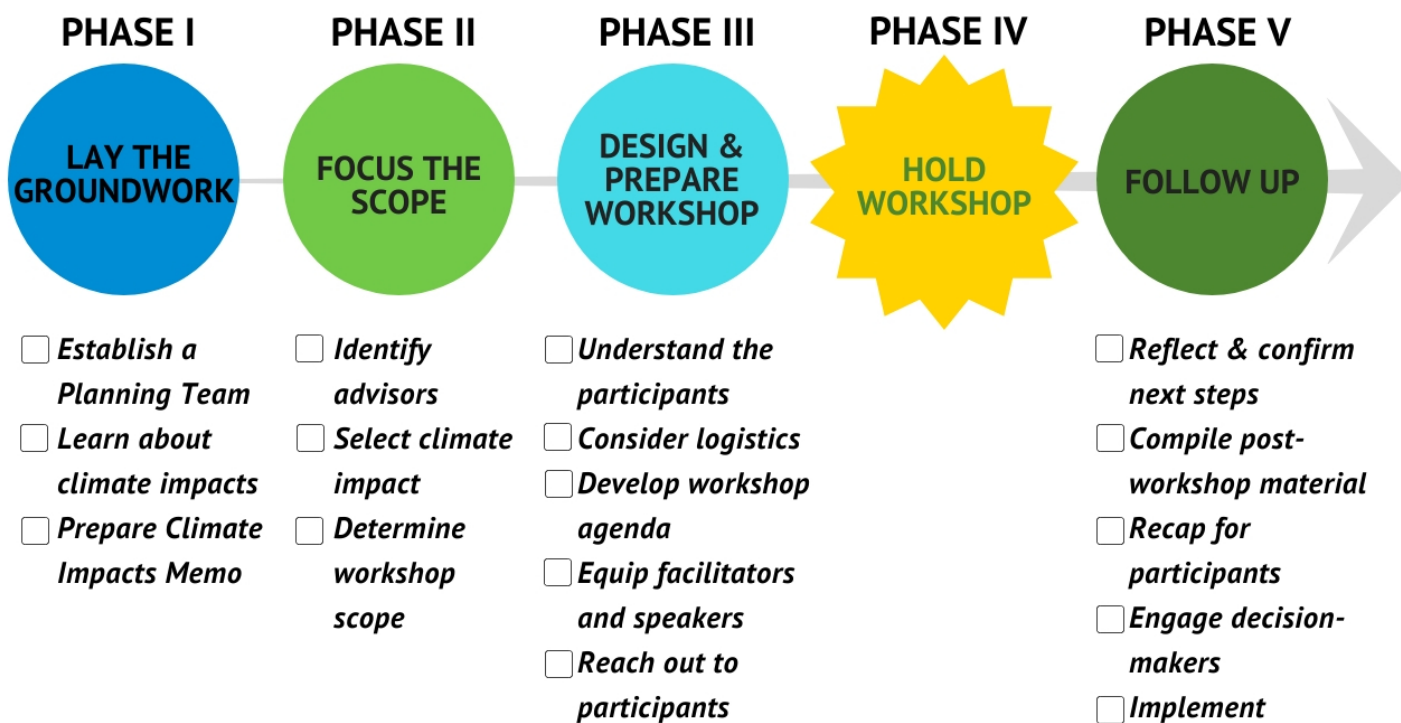 PHASE I
LAY THE
GROUNDWORK
Establish a
Planning Team
Learn about
climate impacts
Prepare Climate
Impacts Memo
PHASE II
FOCUS THE
SCOPE
Identify
advisors
Select climate
impact
Determine
workshop
scope
PHASE III
DESIGN &
PREPARE
WORKSHOP
Understand the
participants
Consider logistics
Develop workshop
agenda
Equip facilitators
and speakers
Reach out to
participants
PHASE IV
HOLD
WORKSHOP
PHASE V
FOLLOW UP
Reflect & confirm
next steps
Compile post-
workshop material
Recap for
participants
Engage decision-
makers
Implement